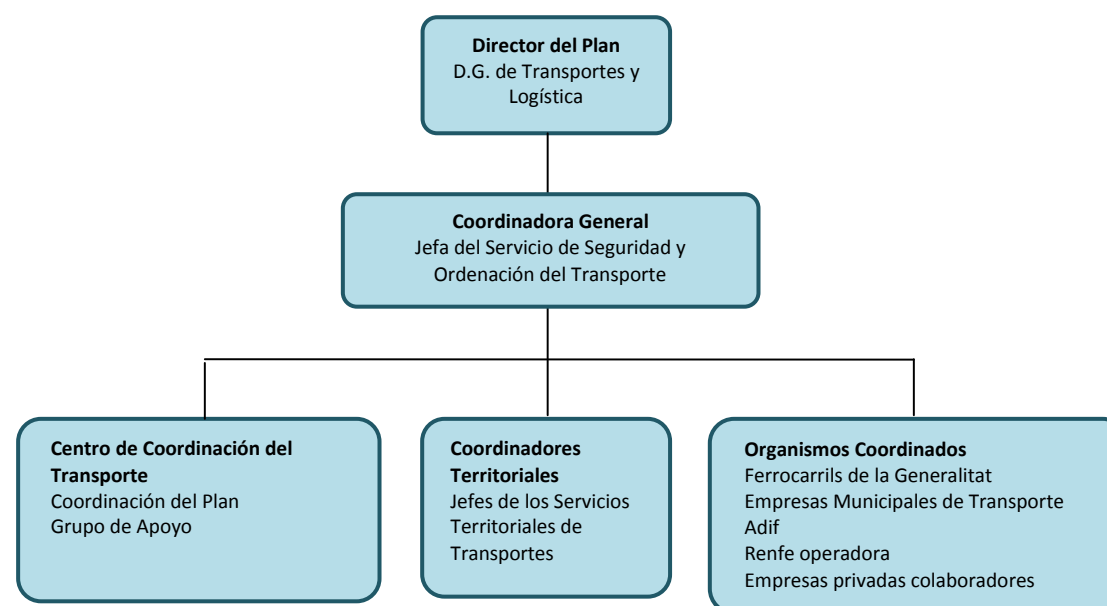 Director del Plan
D.G. de Transportes y
Logística
Coordinadora General
Jefa del Servicio de Seguridad y
Ordenación del Transporte
Centro de Coordinación del
Transporte
Coordinación del Plan
Grupo de Apoyo
Coordinadores
Territoriales
Jefes de los Servicios
Territoriales de
Transportes
Organismos Coordinados
Ferrocarrils de la Generalitat
Empresas Municipales de Transporte
Adif
Renfe operadora
Empresas privadas colaboradores